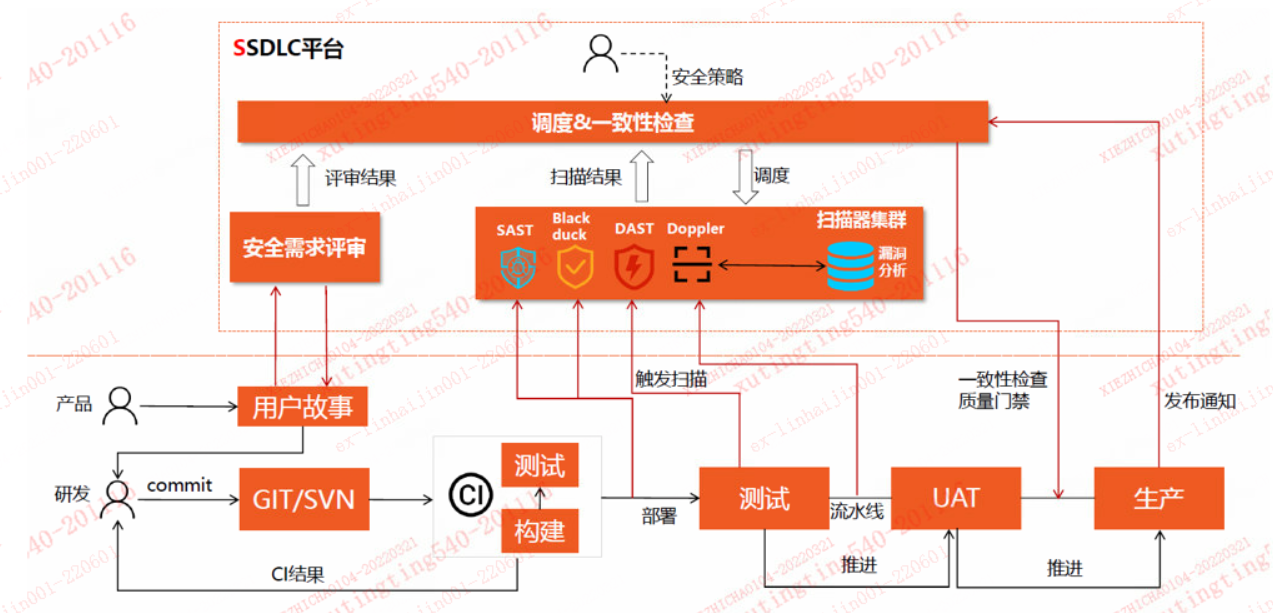 SSDLC平台
安全策略
调度&一致性检查
评审结果
扫描结果
调度
安全需求评审
SAST
Black
duck
DAST
Doppler
扫描器集群
漏洞
分析
触发扫描
一致性检查
质量门禁
发布通知
产品
用户故事
研发
commit
GIT/SVN
CI
测试
构建
部署
测试
流水线
UAT
生产
推进
推进
CI结果
XIEZHICHAO104-20220321
xutingting540-201116
ex-linhaijin001-220601